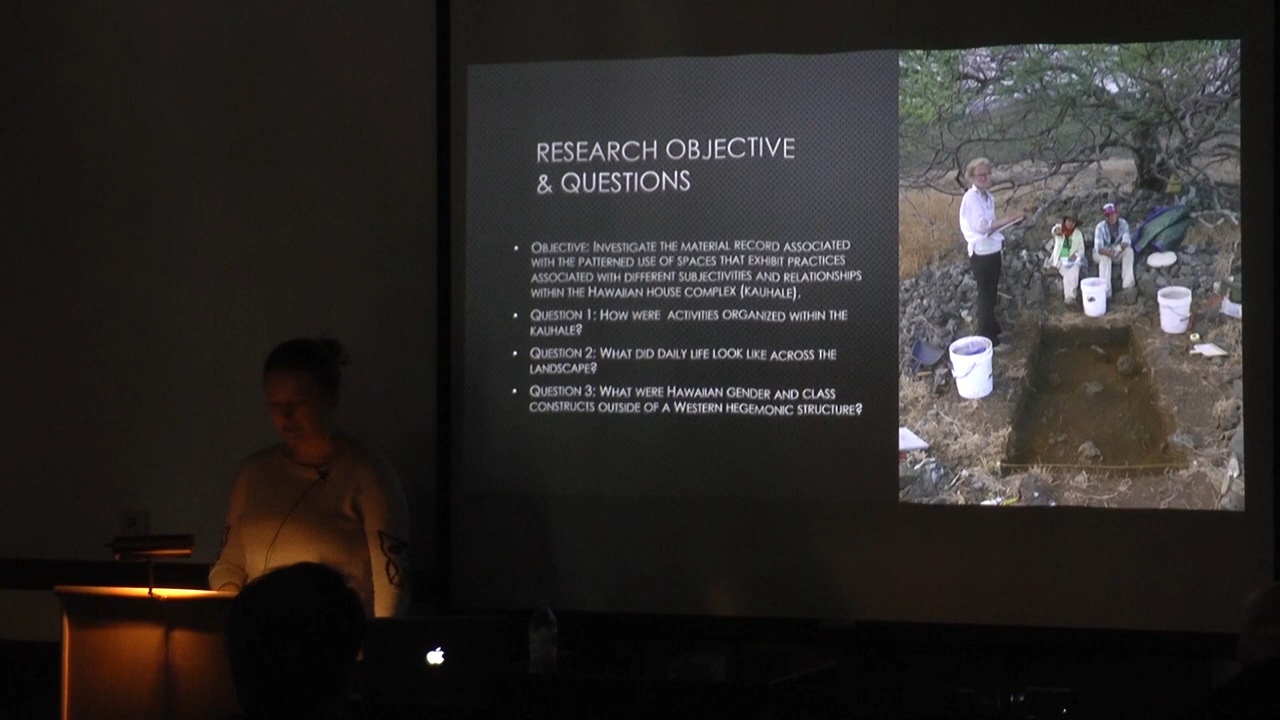 RESEARCH OBJECTIVE
& QUESTIONS
• OBJECTIVE: INVESTIGATE THE MATERIAL RECORD ASSOCIATED
WITH THE PATTERNED USE OF SPACES THAT EXHIBIT PRACTICES
ASSOCIATED WITH DIFFERENT SUBJECTIVITIES AND RELATIONSHIPS
WITHIN THE HAWAIIAN HOUSE COMPLEX (KAUHALE).
• QUESTION 1: HOW WERE ACTIVITIES ORGANIZED WITHIN THE
KAUHALE?
• QUESTION 2: WHAT DID DAILY LIFE LOOK LIKE ACROSS THE
LANDSCAPE?
• QUESTION 3: WHAT WERE HAWAIIAN GENDER AND CLASS
CONSTRUCTS OUTSIDE OF A WESTERN HEGEMONIC STRUCTURE?